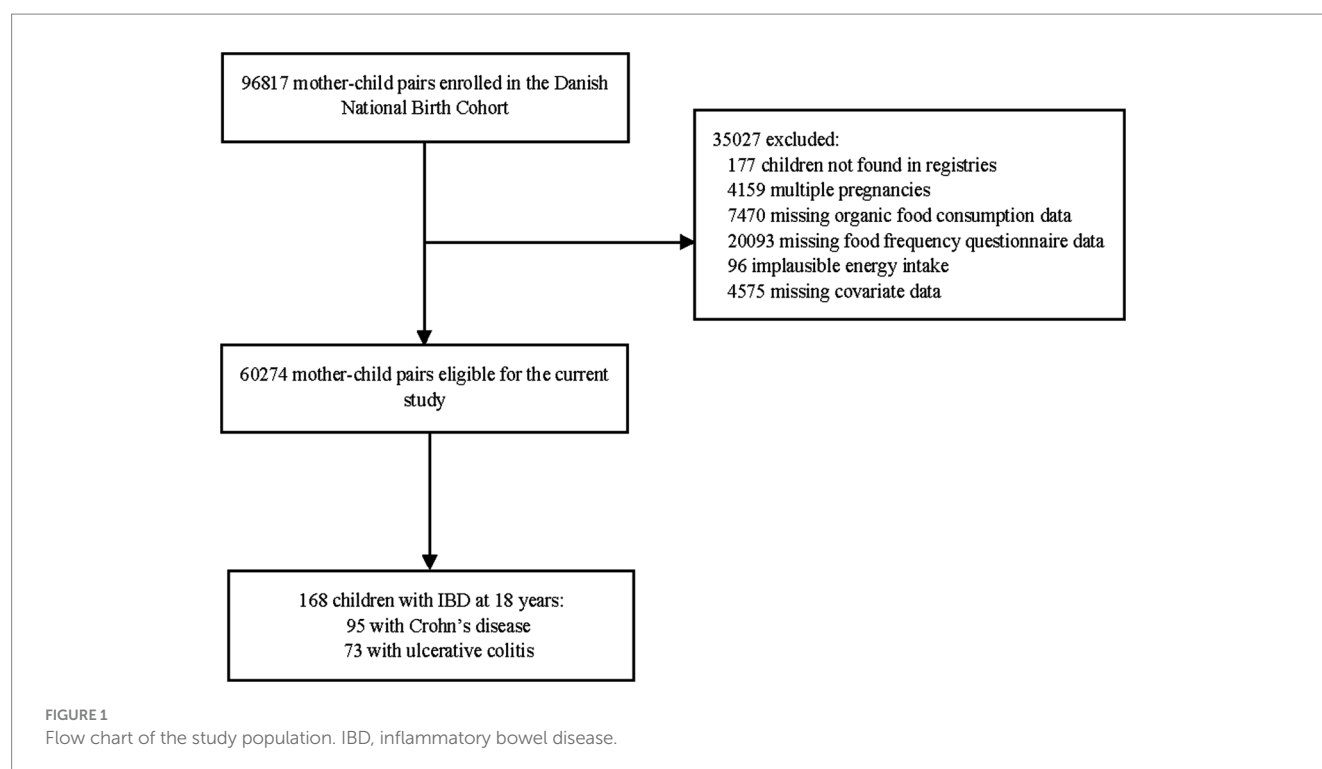 96817 mother-child pairs enrolled in the Danish
National Birth Cohort
35027 excluded:
177 children not found in registries
4159 multiple pregnancies
7470 missing organic food consumption data
20093 missing food frequency questionnaire data
96 implausible energy intake
4575 missing covariate data
60274 mother-child pairs eligible for the current
study
168 children with IBD at 18 years:
95 with Crohn’s disease
73 with ulcerative colitis
FIGURE 1
Flow chart of the study population. IBD, inflammatory bowel disease.